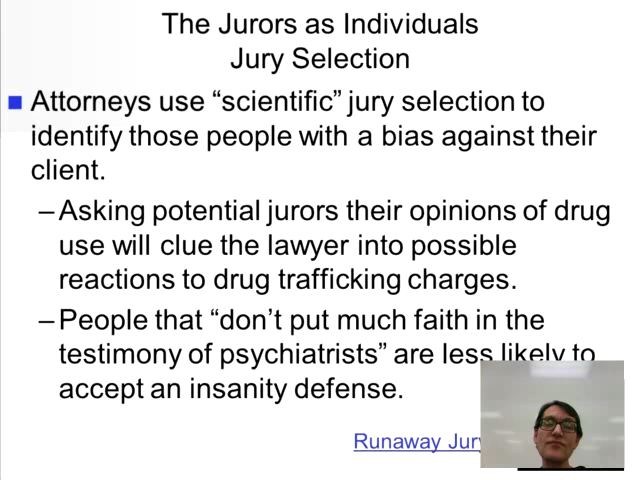 The Jurors as Individuals
Jury Selection
Attorneys use “scientific” jury selection to
identify those people with a bias against their
client.
–Asking potential jurors their opinions of drug
use will clue the lawyer into possible
reactions to drug trafficking charges.
–People that “don’t put much faith in the
testimony of psychiatrists” are less likely to
accept an insanity defense.
Runaway Jury